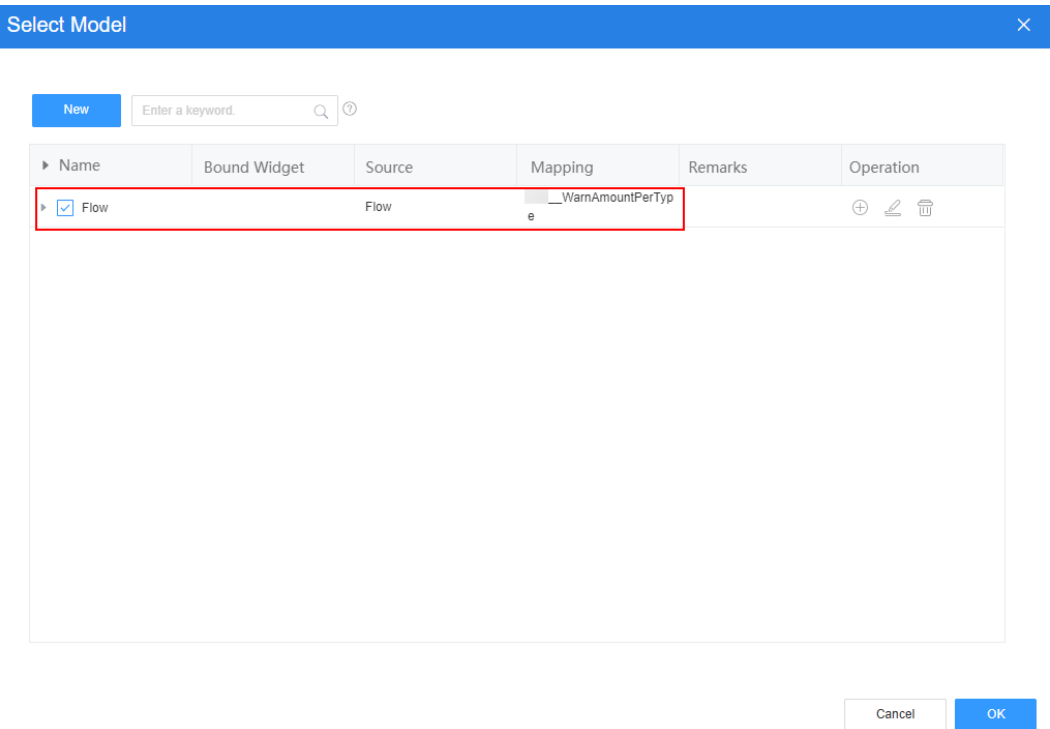 Select Model
New
Enter a keyword.
Name Bound Widget Source Mapping Remarks Operation
Flow Flow __WarnAmountPerTyp
e
Cancel OK